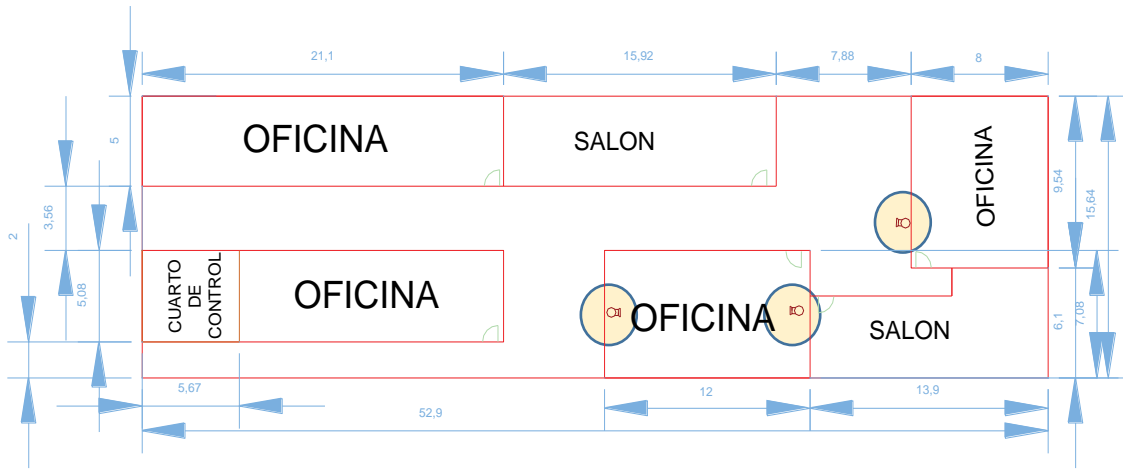 21,1
15,92
7,88
8
OFICINA
SALON
OFICINA
5
3,56
2
5,08
9,54
15,64
CUARTO
DE
CONTROL
OFICINA
OFICINA
SALON
6,1
7,08
5,67
52,9
12
13,9